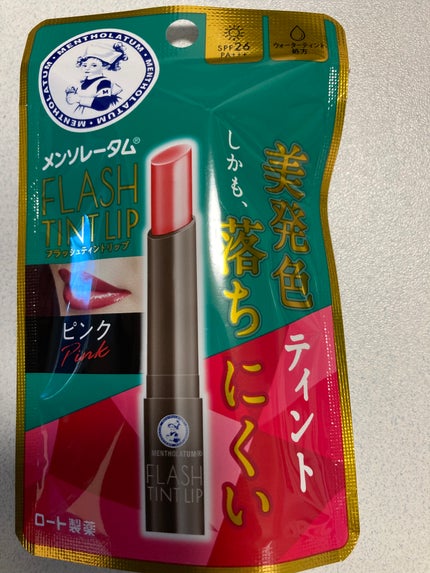 MENTHOLATUM
MENTHOLATUM
MENTHOLATUM
MENTHOLATUM
M
SPF26
PA+++
ウォーターティント
処方
メンソレータム®
FLASH
TINT LIP
フラッシュティントリップ
ピンク
Pink
美発色
しかも、
落ちにくい
ティント
MENTHOLATUM®
FLASH
TINT LIP
ロート製薬